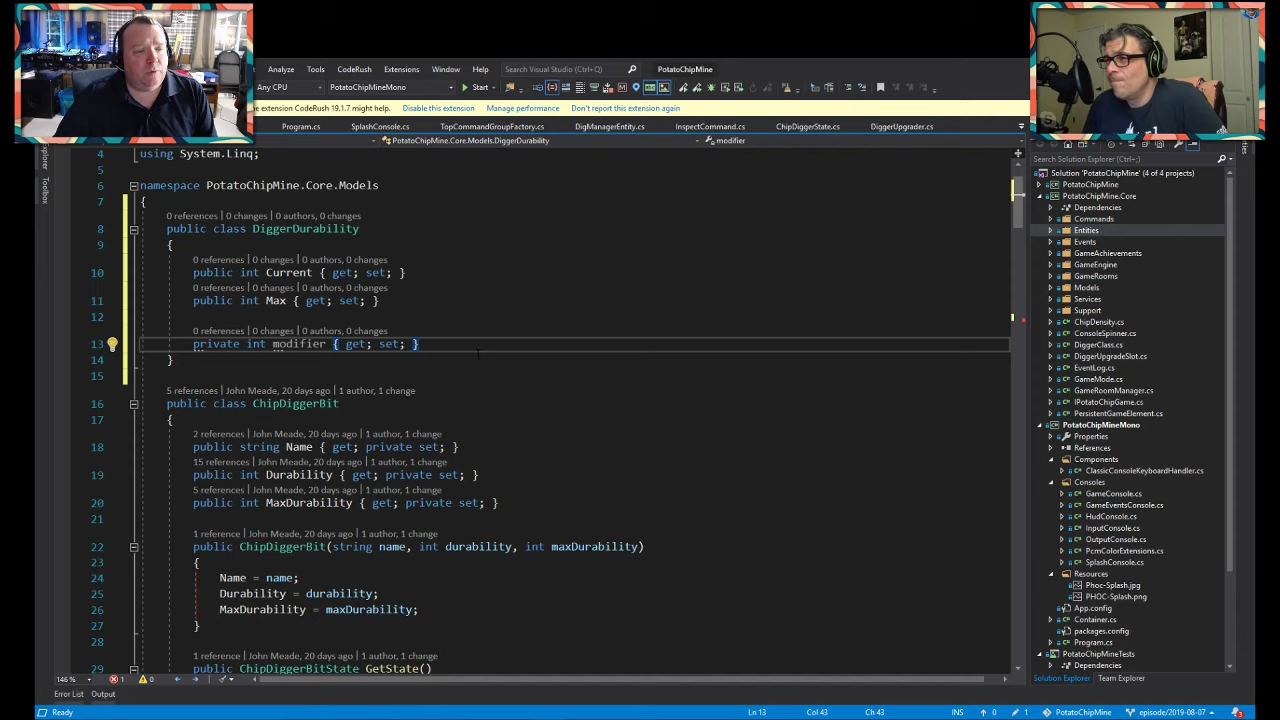 Analyze Tools CodeRush Extensions Window Help Search Visual Studio (Ctrl+Q) PotatoChipMine
Any CPU PotatoChipMineMono Start
he extension CodeRush 19.1.7 might help. Disable this extension Manage performance Don't report this again
Program.cs SplashConsole.cs TopCommandGroupFactory.cs DigManagerEntity.cs InspectCommand.cs ChipDiggerState.cs DiggerUpgrader.cs
PotatoChipMine.Core.Models.DiggerDurability modifier
Explorer
Toolbox
4 using System.Linq;
5
6 namespace PotatoChipMine.Core.Models
7 {
0 references | 0 changes | 0 authors, 0 changes
8 public class DiggerDurability
9 {
0 references | 0 changes | 0 authors, 0 changes
10 public int Current { get; set; }
0 references | 0 changes | 0 authors, 0 changes
11 public int Max { get; set; }
12
0 references | 0 changes | 0 authors, 0 changes
13 private int modifier { get; set; }
14 }
15
5 references | John Meade, 20 days ago | 1 author, 1 change
16 public class ChipDiggerBit
17 {
2 references | John Meade, 20 days ago | 1 author, 1 change
18 public string Name { get; private set; }
15 references | John Meade, 20 days ago | 1 author, 1 change
19 public int Durability { get; private set; }
5 references | John Meade, 20 days ago | 1 author, 1 change
20 public int MaxDurability { get; private set; }
21
1 reference | John Meade, 20 days ago | 1 author, 1 change
22 public ChipDiggerBit(string name, int durability, int maxDurability)
23 {
24 Name = name;
25 Durability = durability;
26 MaxDurability = maxDurability;
27 }
28
1 reference | John Meade, 20 days ago | 1 author, 1 change
29 public ChipDiggerBitState GetState()
146 % 1 0
Error List Output
Ready Ln 13 Col 43 Ch 43 INS 0 1 PotatoChipMine episode/2019-08-07 3
Search Solution Explorer (Ctrl+;)
Solution 'PotatoChipMine' (4 of 4 projects)
PotatoChipMine
PotatoChipMine.Core
Dependencies
Commands
Entities
Events
GameAchievements
GameEngine
GameRooms
Models
Services
Support
ChipDensity.cs
ConsoleSpinner.cs
DiggerClass.cs
DiggerUpgradeSlot.cs
EventLog.cs
GameMode.cs
GameRoomManager.cs
IPotatoChipGame.cs
PersistentGameElement.cs
PotatoChipMineMono
Properties
References
Components
ClassicConsoleKeyboardHandler.cs
Consoles
GameConsole.cs
GameEventsConsole.cs
HudConsole.cs
InputConsole.cs
OutputConsole.cs
PcmColorExtensions.cs
SplashConsole.cs
Resources
Phoc-Splash.jpg
PHOC-Splash.png
App.config
Container.cs
packages.config
Program.cs
PotatoChipMineTests
Dependencies
Solution Explorer Team Explorer